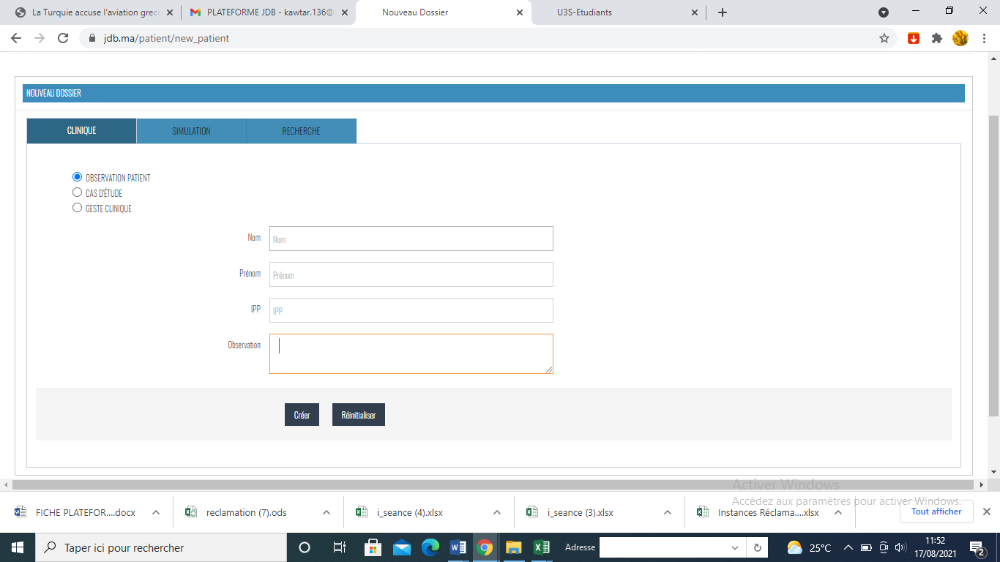 La Turquie accuse l'aviation grec
PLATEFORME JDB - kawtar.136@
Nouveau Dossier
U3S-Etudiants
jdb.ma/patient/new_patient
NOUVEAU DOSSIER
CLINIQUE
SIMULATION
RECHERCHE
OBSERVATION PATIENT
CAS D'ÉTUDE
GESTE CLINIQUE
Nom
Nom
Prénom
Prénom
IPP
IPP
Observation
Créer
Réinitialiser
Activer Windows
Accédez aux paramètres pour activer Windows.
FICHE PLATEFOR....docx
reclamation (7).ods
i_seance (4).xlsx
i_seance (3).xlsx
Instances Réclama....xlsx
Tout afficher
Taper ici pour rechercher
Adresse
25°C
11:52
17/08/2021
2